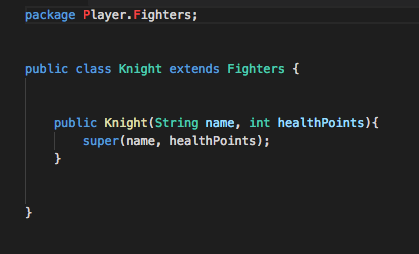 package Player.Fighters;
public class Knight extends Fighters {
public Knight(String name, int healthPoints){
super(name, healthPoints);
}
}